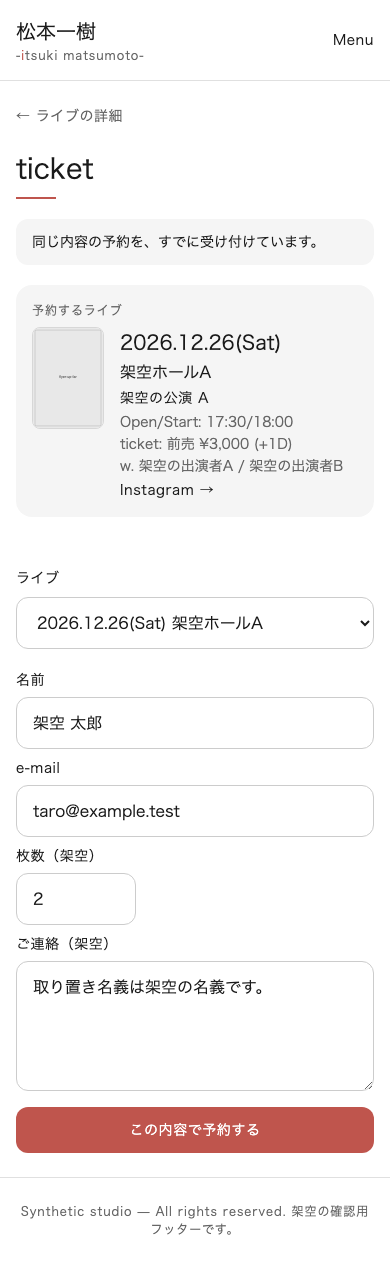 松本一樹
-itsuki matsumoto-
Menu
← ライブの詳細
ticket
同じ内容の予約を、すでに受け付けています。
予約するライブ
2026.12.26(Sat)
架空ホールA
架空の公演 A
Open/Start: 17:30/18:00
ticket: 前売 ¥3,000 (+1D)
w. 架空の出演者A / 架空の出演者B
Instagram →
ライブ
2026.12.26(Sat) 架空ホールA
名前
架空 太郎
e-mail
taro@example.test
枚数（架空）
2
ご連絡（架空）
取り置き名義は架空の名義です。
この内容で予約する
Synthetic studio — All rights reserved. 架空の確認用
フッターです。